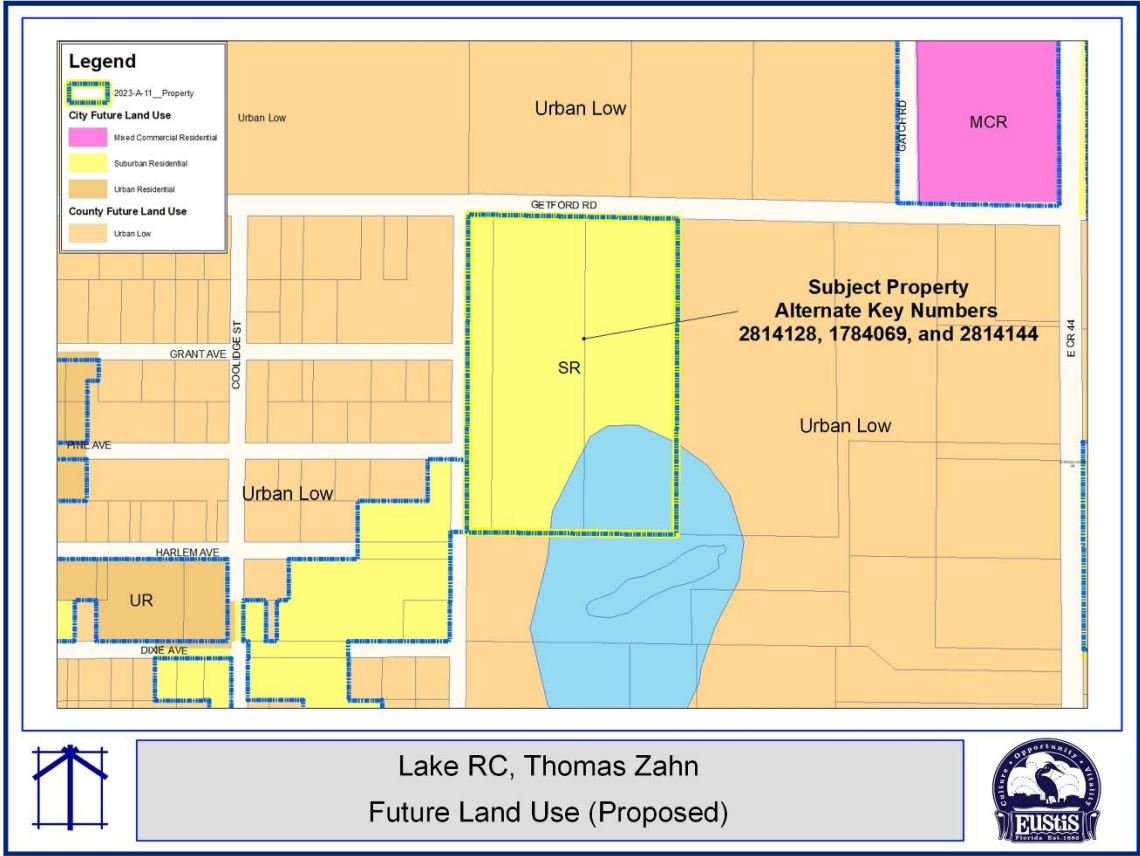 Legend
2023-A-11__Property
City Future Land Use
Mixed Commercial Residential
Suburban Residential
Urban Residential
County Future Land Use
Urban Low
Urban Low
Urban Low
GATCH RD
MCR
GETFORD RD
Subject Property
Alternate Key Numbers
2814128, 1784069, and 2814144
E CR 44
COOLIDGE ST
GRANT AVE
SR
Urban Low
PINE AVE
Urban Low
HARLEM AVE
UR
DIXIE AVE
Lake RC, Thomas Zahn
Future Land Use (Proposed)
Culture • Opportunity • Vitality
EUSTIS
Florida Est. 1883